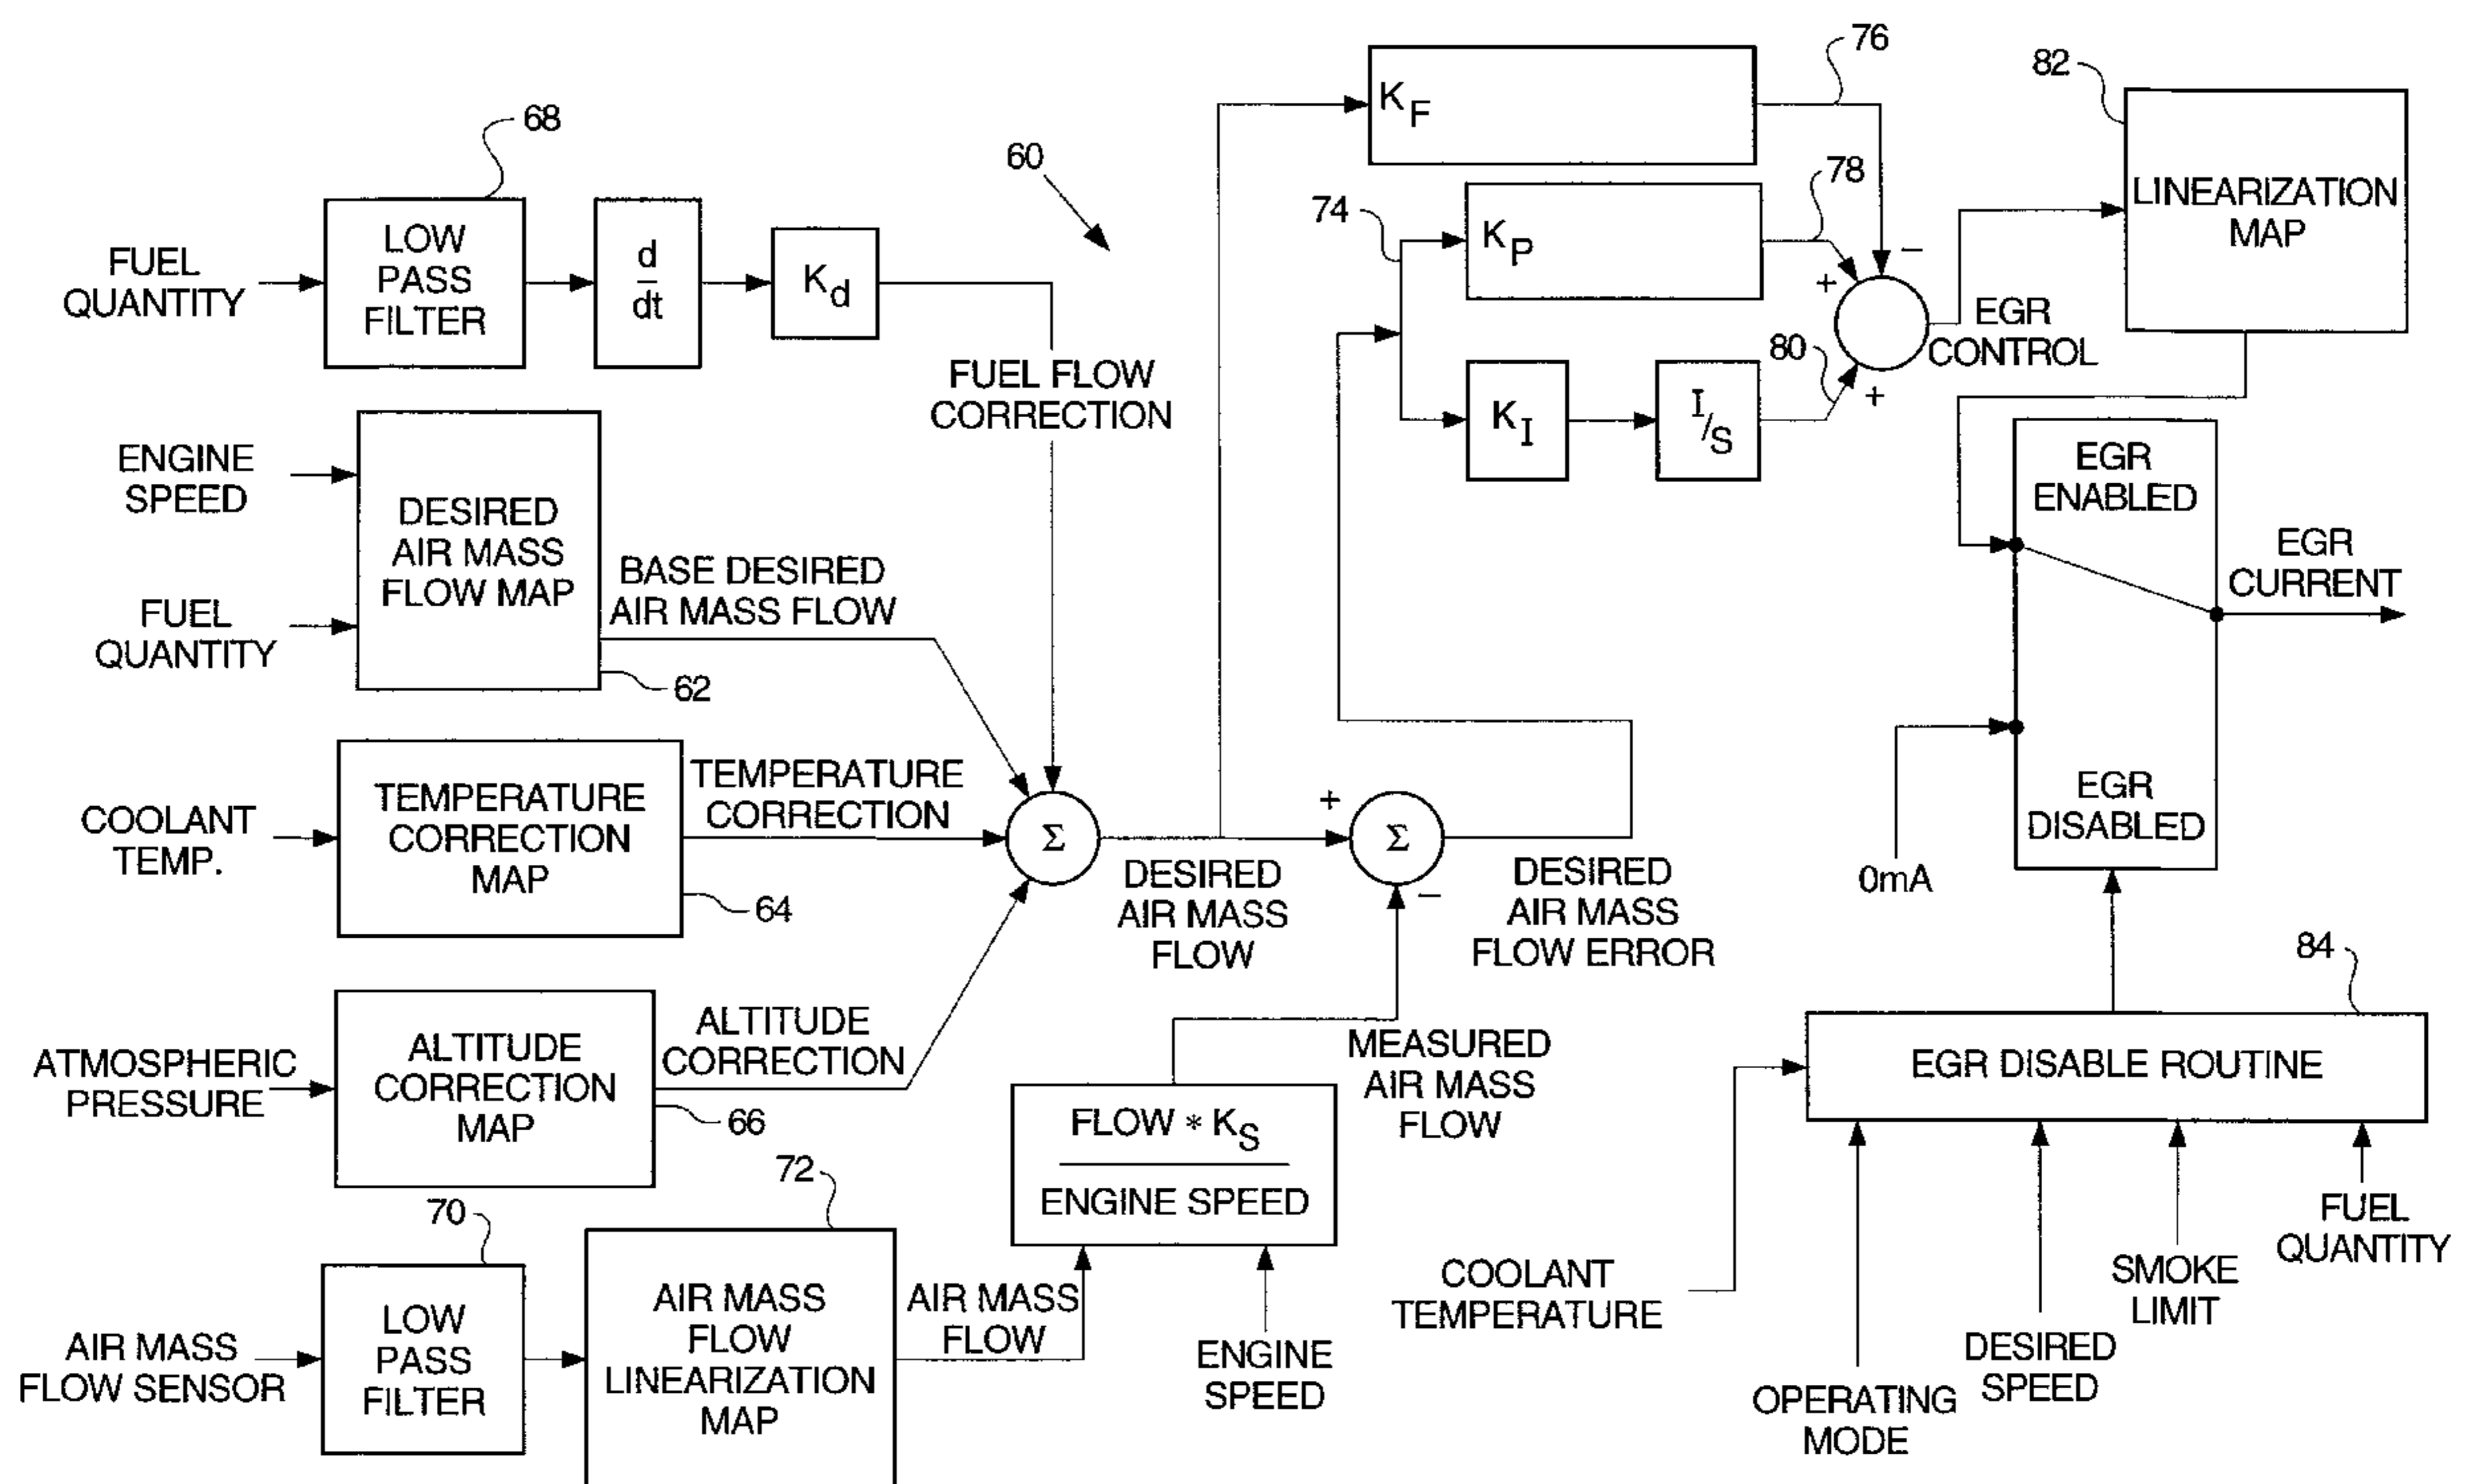 68
FUEL
QUANTITY
LOW
PASS
FILTER
d
dt
Kd
FUEL FLOW
CORRECTION
60
ENGINE
SPEED
FUEL
QUANTITY
DESIRED
AIR MASS
FLOW MAP
62
BASE DESIRED
AIR MASS FLOW
COOLANT
TEMP.
TEMPERATURE
CORRECTION
MAP
64
TEMPERATURE
CORRECTION
ATMOSPHERIC
PRESSURE
ALTITUDE
CORRECTION
MAP
66
ALTITUDE
CORRECTION
70
AIR MASS
FLOW SENSOR
LOW
PASS
FILTER
72
AIR MASS
FLOW
LINEARIZATION
MAP
AIR MASS
FLOW
FLOW * KS
ENGINE SPEED
ENGINE
SPEED
MEASURED
AIR MASS
FLOW
Σ
DESIRED
AIR MASS
FLOW
+
Σ
−
DESIRED
AIR MASS
FLOW ERROR
KF
76
74
KP
78
KI
I/S
80
−
+
+
EGR
CONTROL
82
LINEARIZATION
MAP
EGR
ENABLED
EGR
DISABLED
0mA
EGR
CURRENT
84
EGR DISABLE ROUTINE
COOLANT
TEMPERATURE
OPERATING
MODE
DESIRED
SPEED
SMOKE
LIMIT
FUEL
QUANTITY